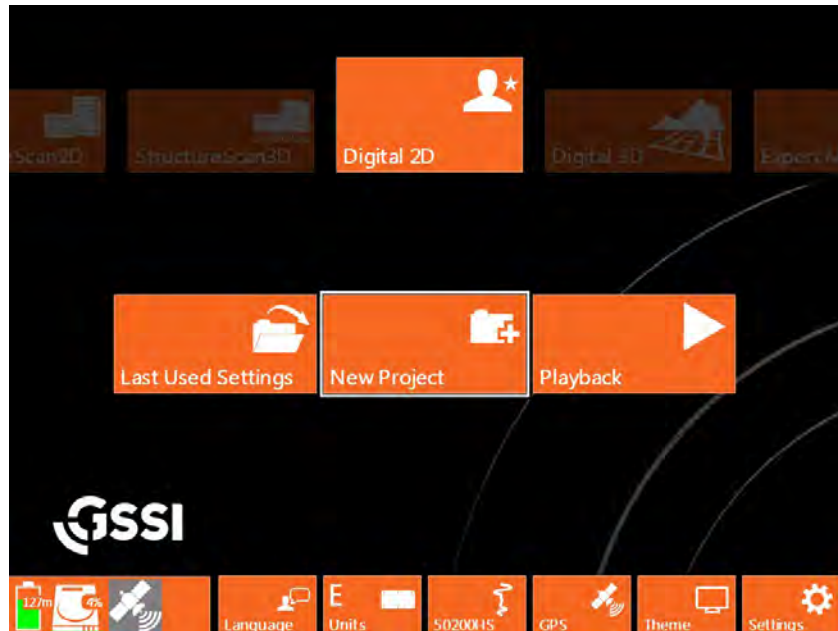 eScan2D
StructureScan3D
Digital 2D
Digital 3D
Last Used Settings
New Project
Playback
GSSI
127m
4%
Language
E
Units
50200HS
GPS
Theme
Settings